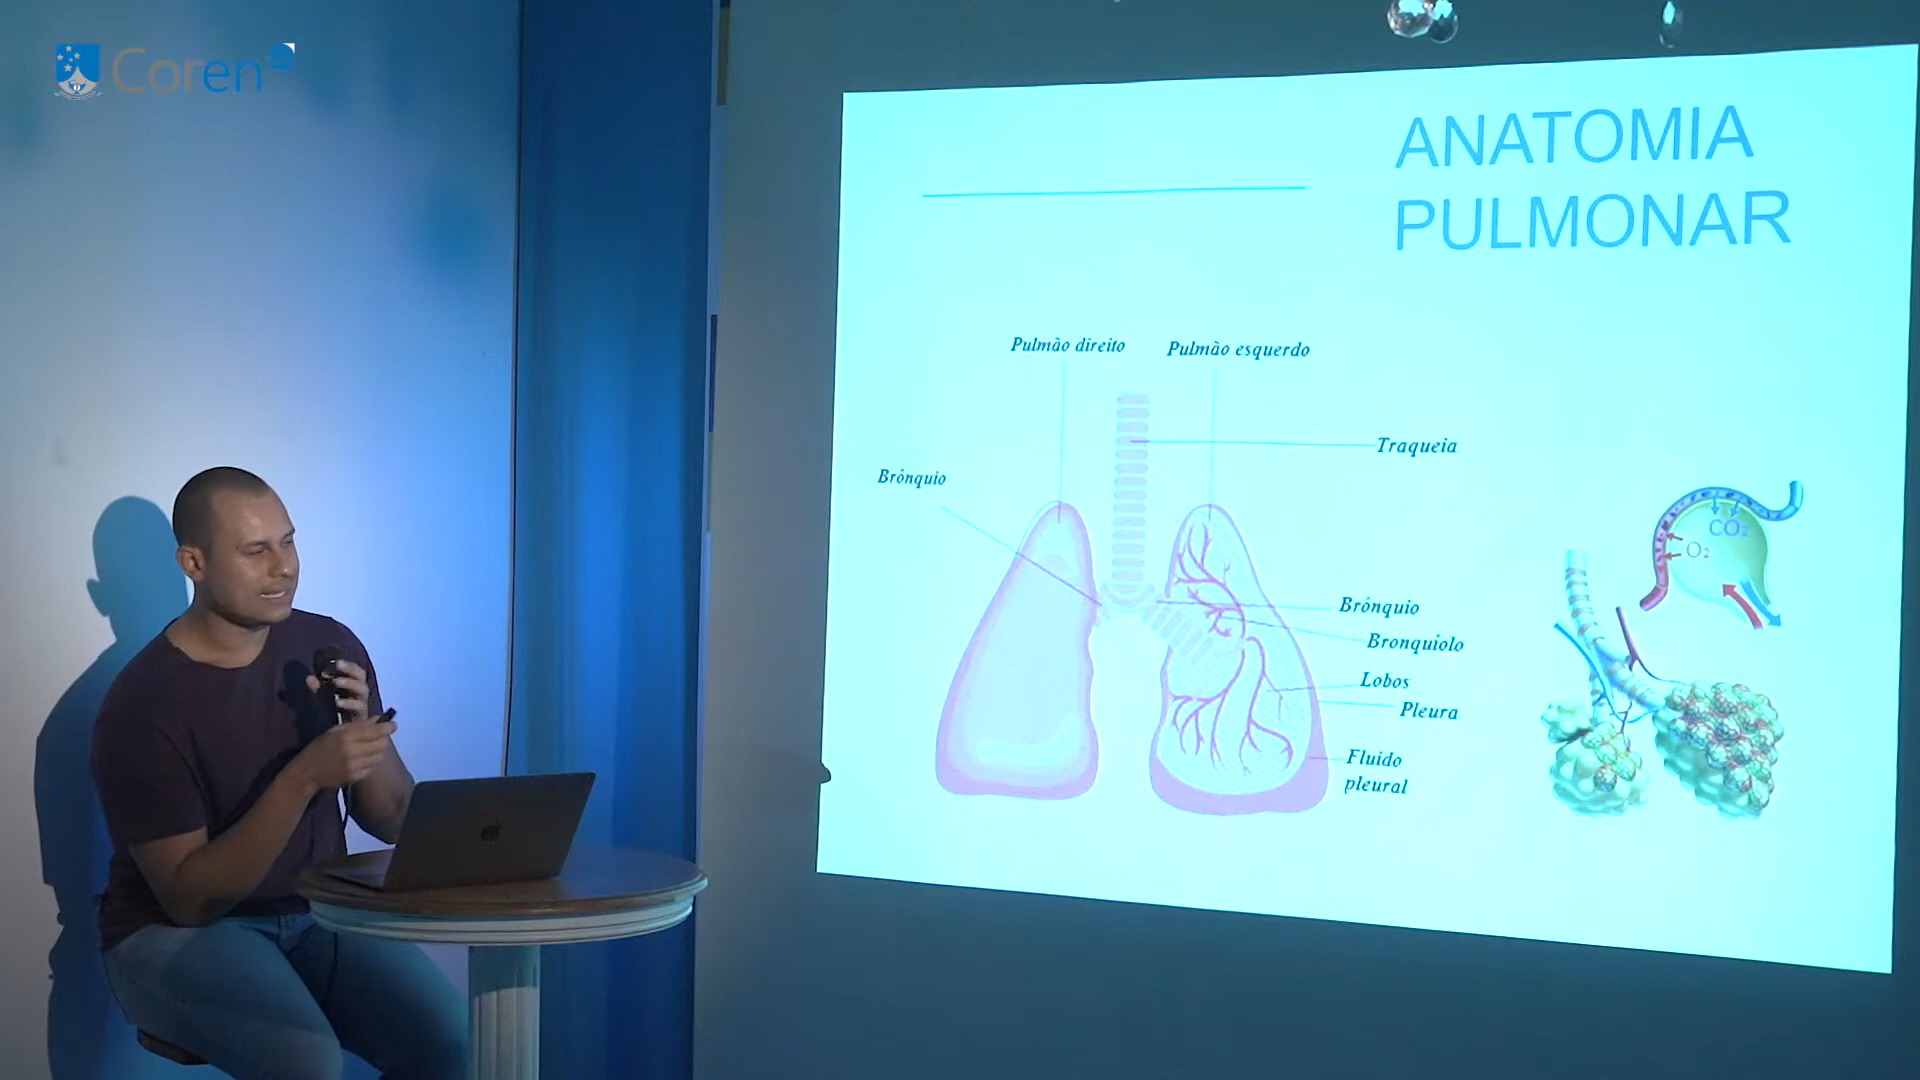 Coren
ANATOMIA
PULMONAR
Pulmão direito
Pulmão esquerdo
Traqueia
Brônquio
Brônquio
Bronquíolo
Lobos
Pleura
Fluido
pleural
CO₂
O₂